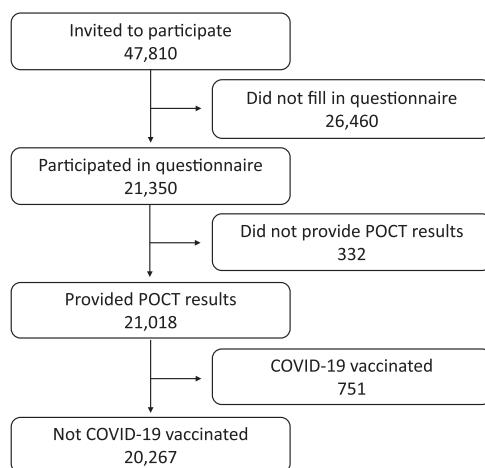 Invited to participate
47,810
Did not fill in questionnaire
26,460
Participated in questionnaire
21,350
Did not provide POCT results
332
Provided POCT results
21,018
COVID-19 vaccinated
751
Not COVID-19 vaccinated
20,267